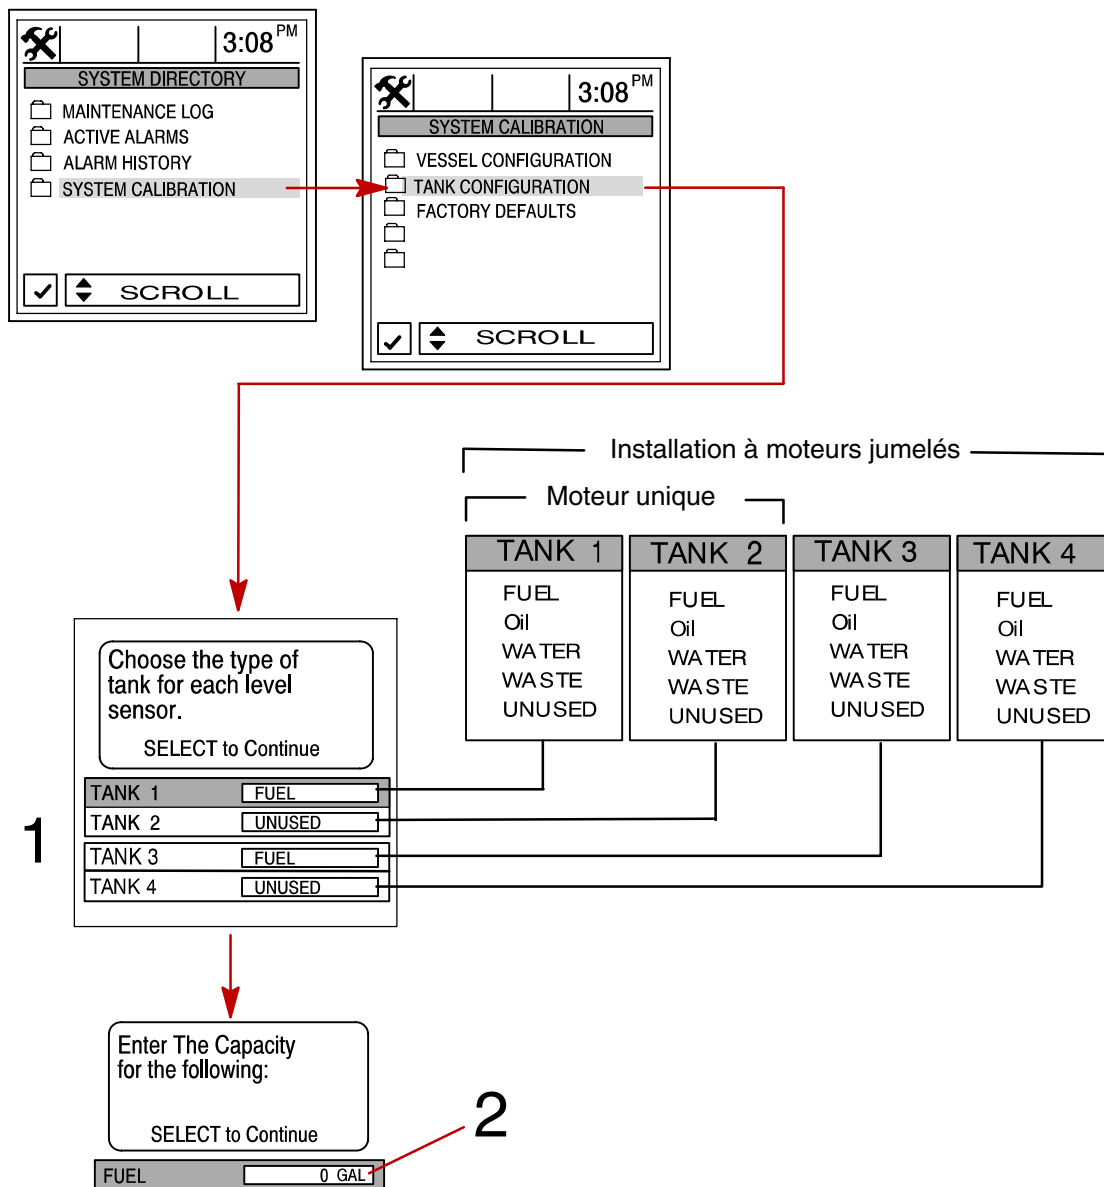 3:08 PM
SYSTEM DIRECTORY
MAINTENANCE LOG
ACTIVE ALARMS
ALARM HISTORY
SYSTEM CALIBRATION
SCROLL
3:08 PM
SYSTEM CALIBRATION
VESSEL CONFIGURATION
TANK CONFIGURATION
FACTORY DEFAULTS
SCROLL
Installation à moteurs jumelés
Moteur unique
TANK 1
FUEL
Oil
WATER
WASTE
UNUSED
TANK 2
FUEL
Oil
WATER
WASTE
UNUSED
TANK 3
FUEL
Oil
WATER
WASTE
UNUSED
TANK 4
FUEL
Oil
WATER
WASTE
UNUSED
Choose the type of
tank for each level
sensor.
SELECT to Continue
1
TANK 1 FUEL
TANK 2 UNUSED
TANK 3 FUEL
TANK 4 UNUSED
Enter The Capacity
for the following:
SELECT to Continue
2
FUEL 0 GAL